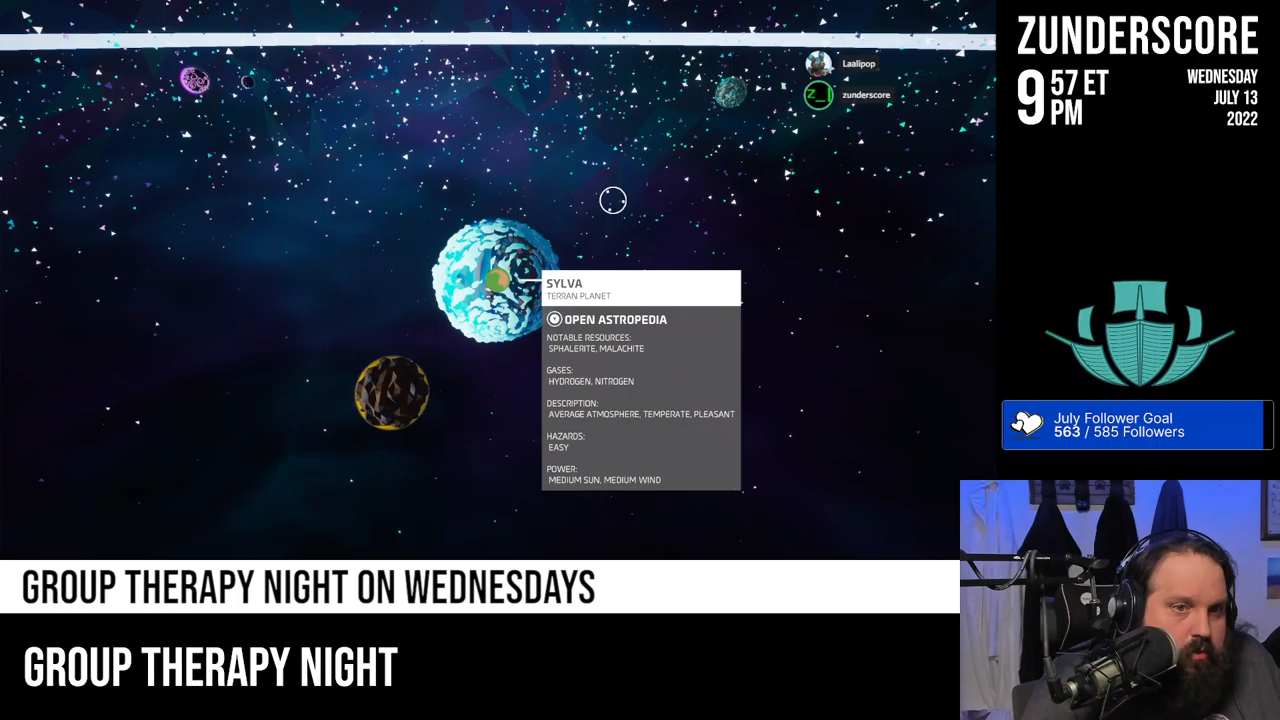 Laalipop
z_
zunderscore
SYLVA
TERRAN PLANET
OPEN ASTROPEDIA
NOTABLE RESOURCES:
SPHALERITE, MALACHITE
GASES:
HYDROGEN, NITROGEN
DESCRIPTION:
AVERAGE ATMOSPHERE, TEMPERATE, PLEASANT
HAZARDS:
EASY
POWER:
MEDIUM SUN, MEDIUM WIND
ZUNDERSCORE
9 57 ET
PM
WEDNESDAY
JULY 13
2022
July Follower Goal
563 / 585 Followers
GROUP THERAPY NIGHT ON WEDNESDAYS
GROUP THERAPY NIGHT